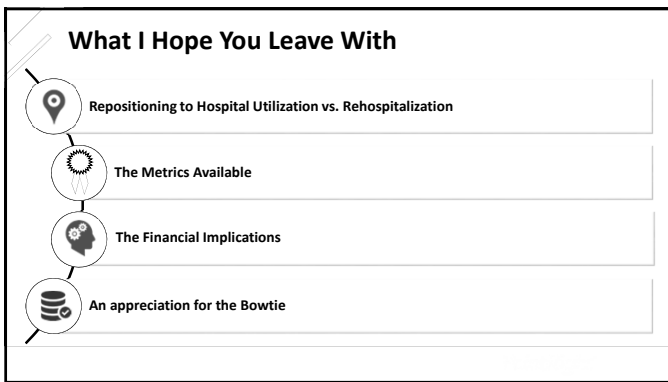 What I Hope You Leave With
Repositioning to Hospital Utilization vs. Rehospitalization
The Metrics Available
The Financial Implications
An appreciation for the Bowtie